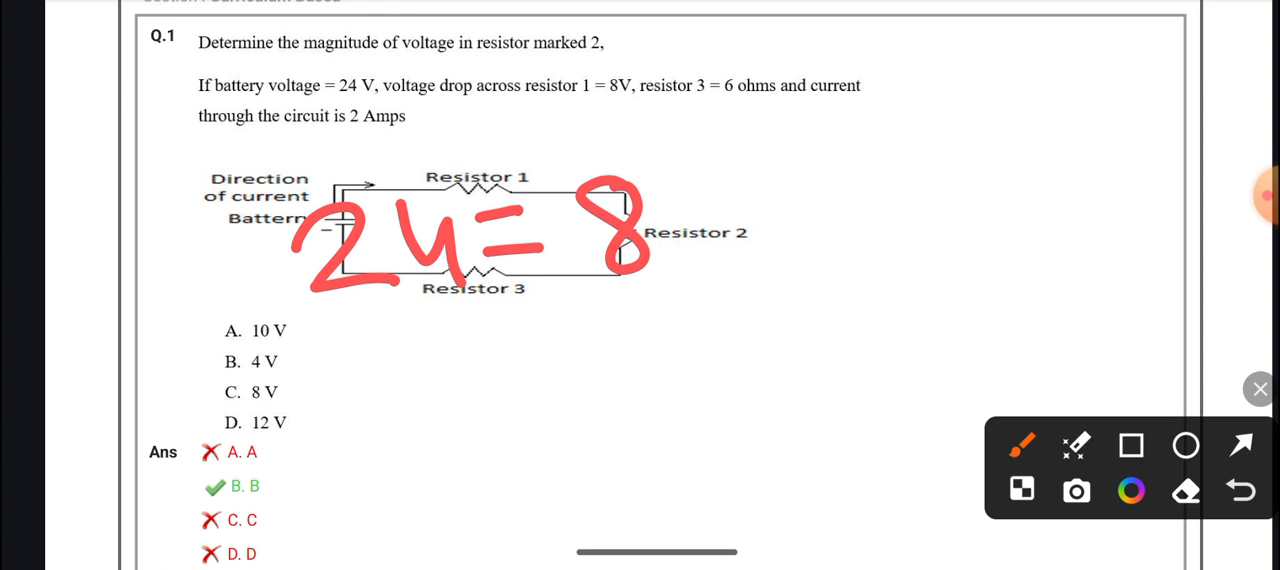 Q.1 Determine the magnitude of voltage in resistor marked 2,
If battery voltage = 24 V, voltage drop across resistor 1 = 8V, resistor 3 = 6 ohms and current
through the circuit is 2 Amps
Direction
of current
Resistor 1
Resistor 2
Resistor 3
24 = 8
A. 10 V
B. 4 V
C. 8 V
D. 12 V
Ans A. A
B. B
C. C
D. D